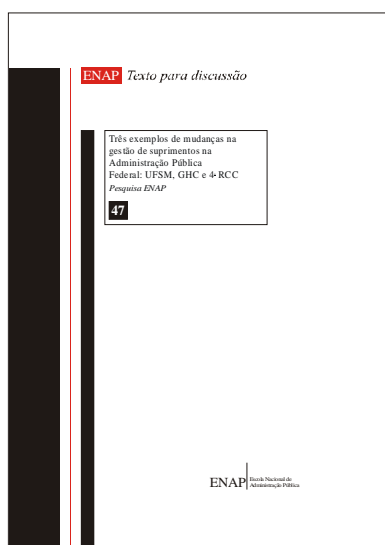 ENAP Texto para discussão
Três exemplos de mudanças na
gestão de suprimentos na
Administração Pública
Federal: UFSM, GHC e 4ª RCC
Pesquisa ENAP
47
ENAP
Escola Nacional de
Administração Pública